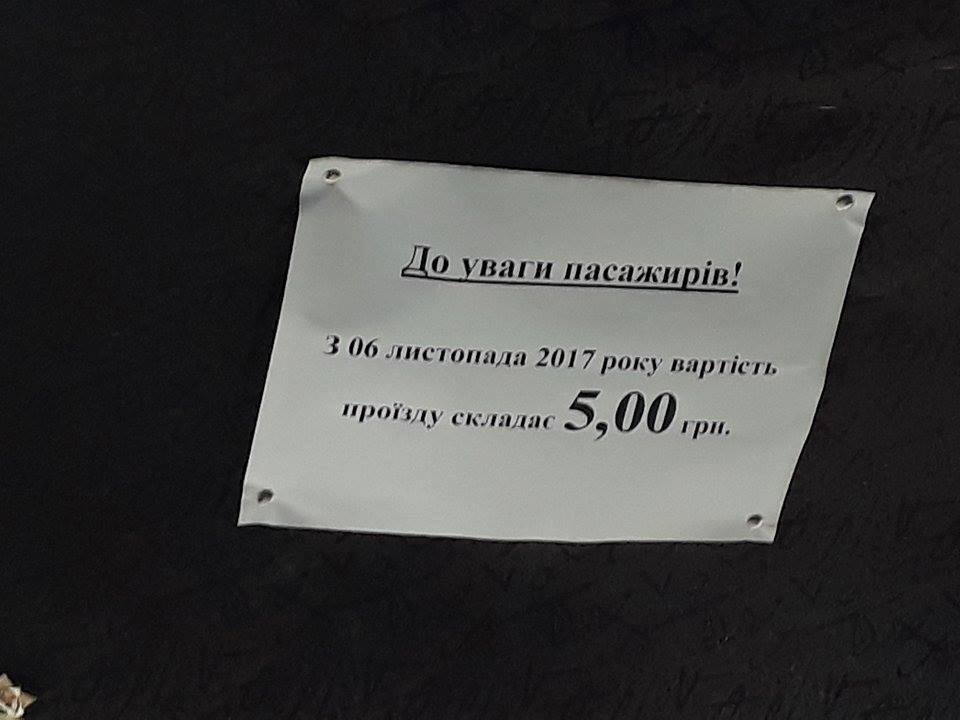 До уваги пасажирів!
З 06 листопада 2017 року вартість
проїзду складає 5,00 грн.